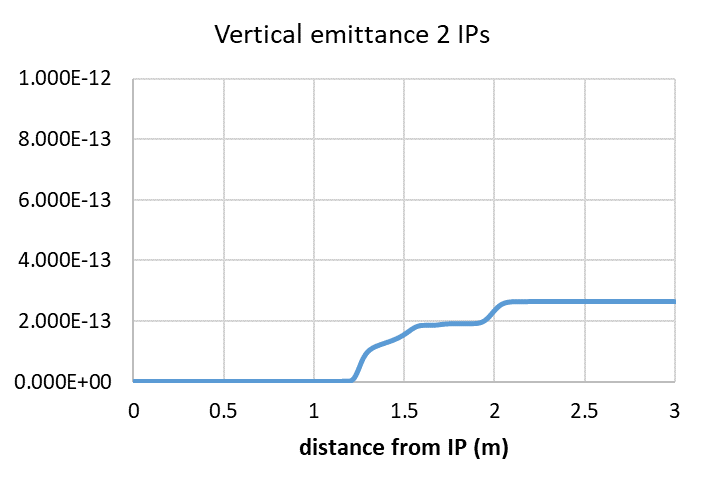 Vertical emittance 2 IPs
1.000E-12
8.000E-13
6.000E-13
4.000E-13
2.000E-13
0.000E+00
0 0.5 1 1.5 2 2.5 3
distance from IP (m)